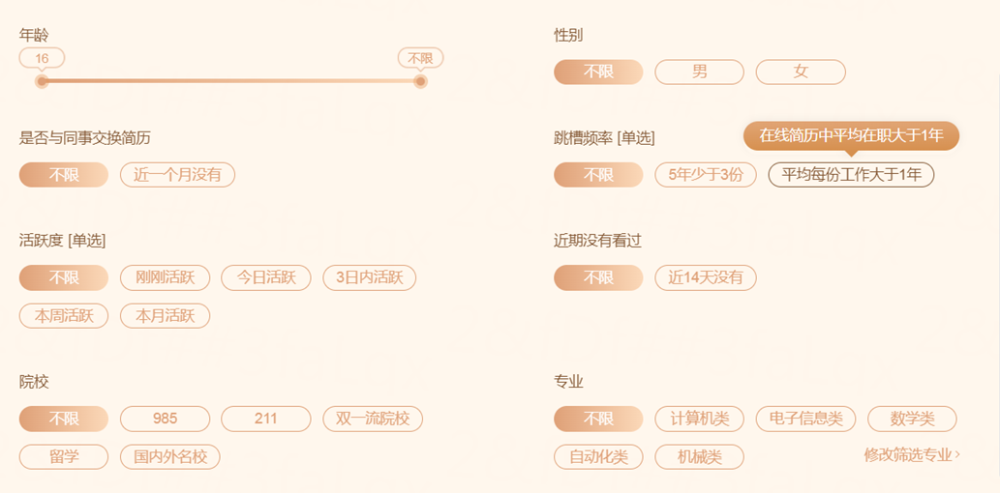 年龄
16
不限
性别
不限 男 女
是否与同事交换简历
不限 近一个月没有
跳槽频率 [单选]
在线简历中平均在职大于1年
不限 5年少于3份 平均每份工作大于1年
活跃度 [单选]
不限 刚刚活跃 今日活跃 3日内活跃
本周活跃 本月活跃
近期没有看过
不限 近14天没有
院校
不限 985 211 双一流院校
留学 国内外名校
专业
不限 计算机类 电子信息类 数学类
自动化类 机械类 修改筛选专业 >